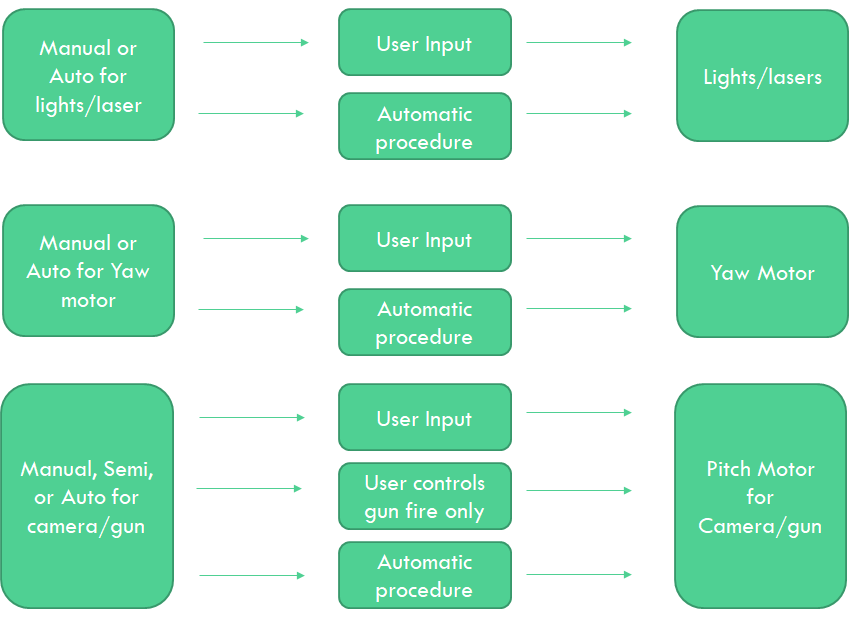 Manual or
Auto for
lights/laser
User Input
Automatic
procedure
Lights/lasers
Manual or
Auto for Yaw
motor
User Input
Automatic
procedure
Yaw Motor
Manual, Semi,
or Auto for
camera/gun
User Input
User controls
gun fire only
Automatic
procedure
Pitch Motor
for
Camera/gun